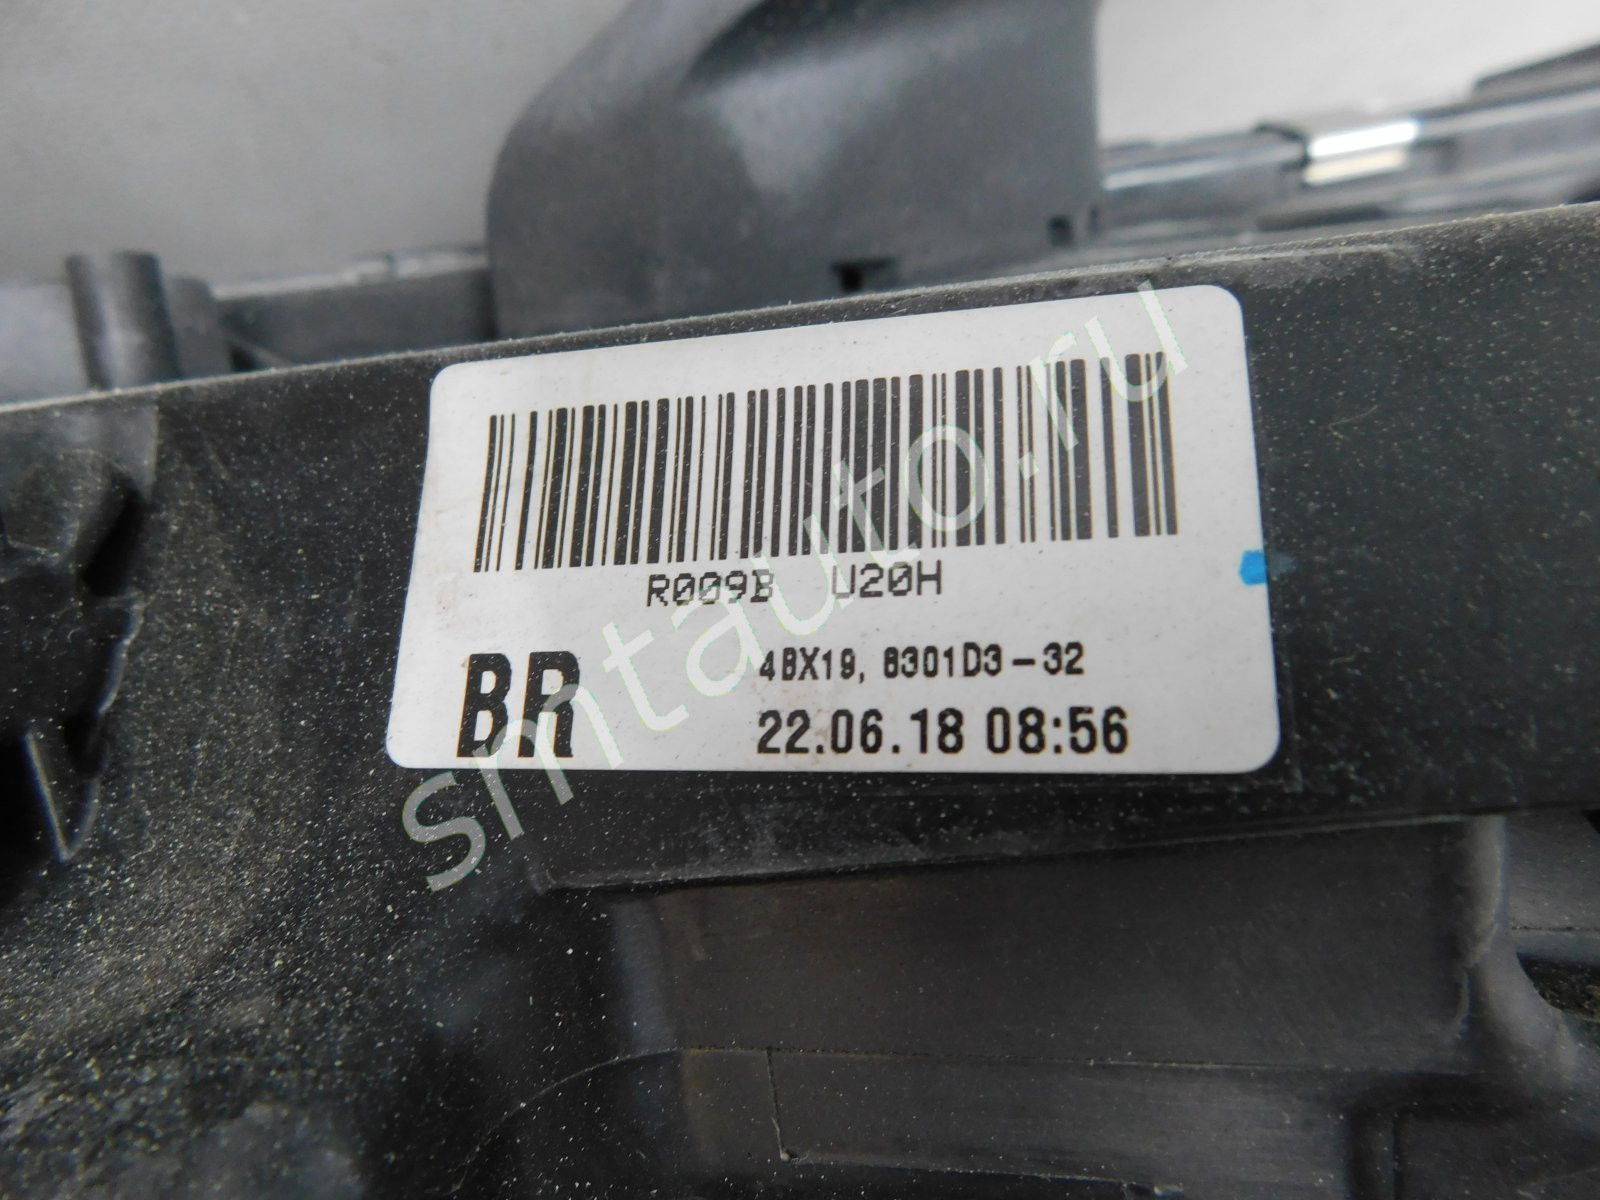 R009B U20H
BR
4BX19, 8301D3-32
22.06.18 08:56
smtauto.ru